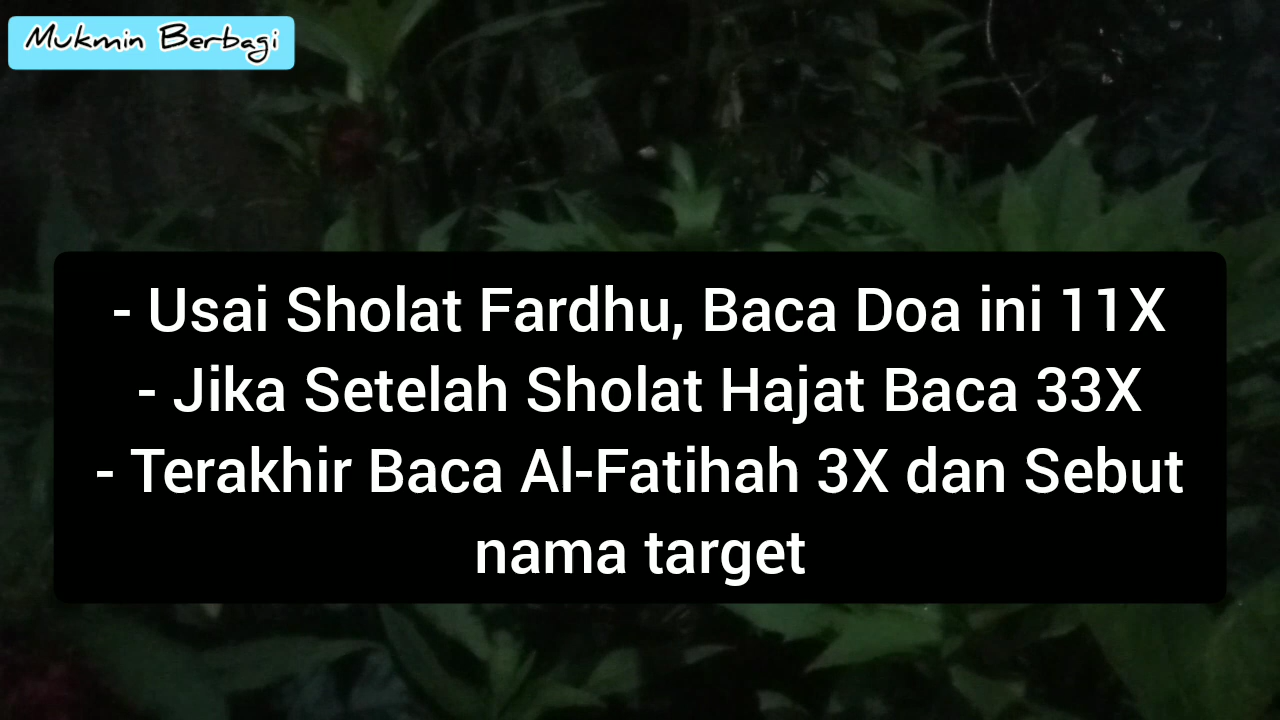 Mukmin Berbagi
- Usai Sholat Fardhu, Baca Doa ini 11X
- Jika Setelah Sholat Hajat Baca 33X
- Terakhir Baca Al-Fatihah 3X dan Sebut
nama target